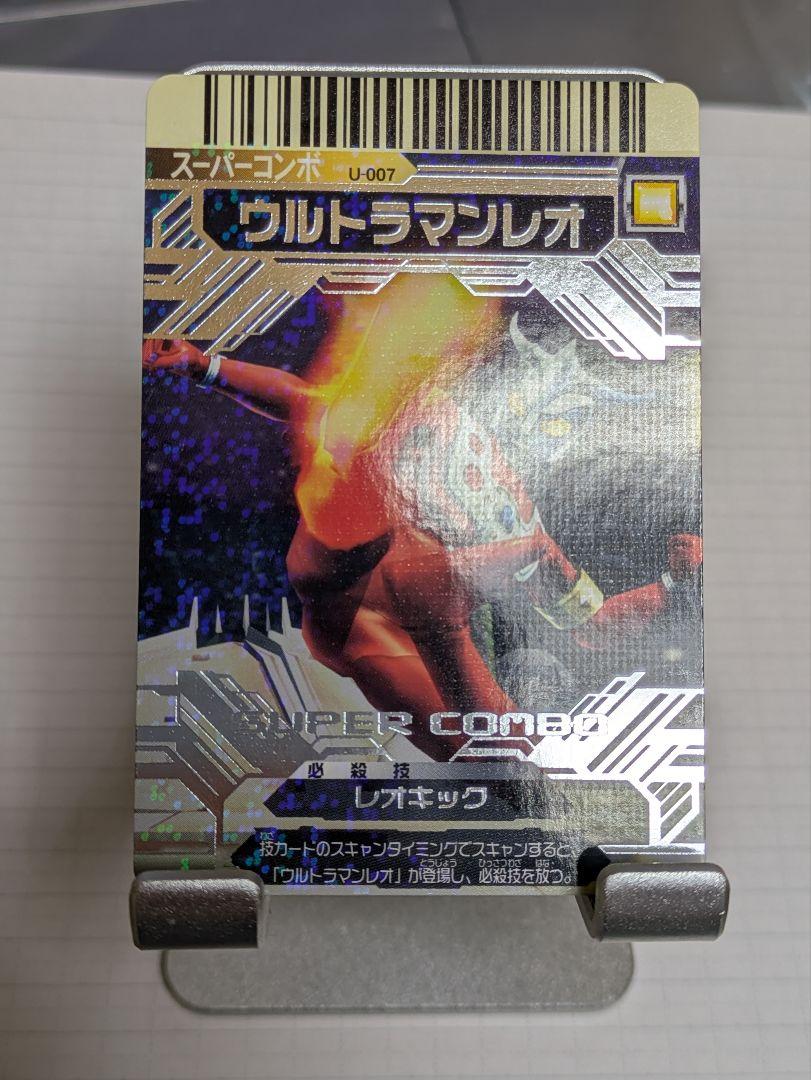 スーパーコンボ U-007
ウルトラマンレオ
SUPER COMBO
必殺技
レオキック
技カードのスキャンタイミングでスキャンすると、
「ウルトラマンレオ」が登場し、必殺技を放つ。